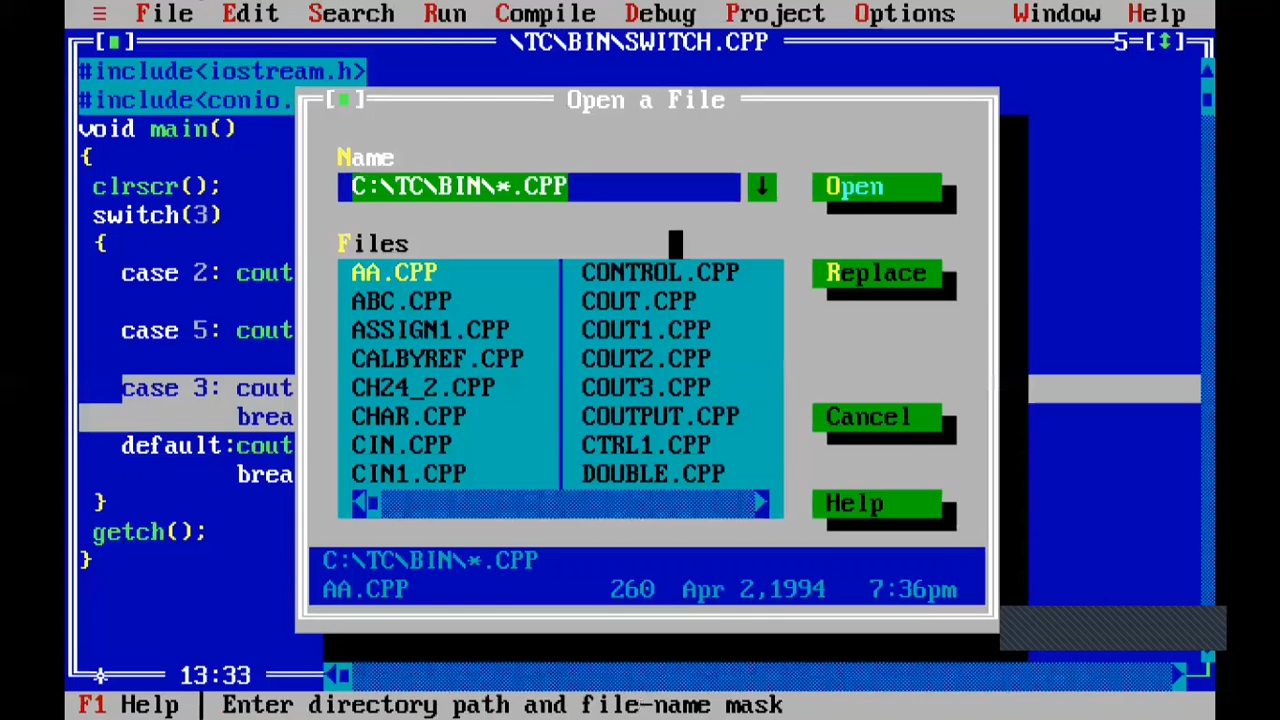 ≡ File Edit Search Run Compile Debug Project Options Window Help
[■] \TC\BIN\SWITCH.CPP 5=[↕]
#include<iostream.h>
#include<conio.
void main()
{
clrscr();
switch(3)
{
case 2: cout
case 5: cout
case 3: cout
brea
default:cout
brea
}
getch();
}
13:33
[■] Open a File
Name
C:\TC\BIN\*.CPP ↓ Open
Files
AA.CPP CONTROL.CPP Replace
ABC.CPP COUT.CPP
ASSIGN1.CPP COUT1.CPP
CALBYREF.CPP COUT2.CPP
CH24_2.CPP COUT3.CPP
CHAR.CPP COUTPUT.CPP Cancel
CIN.CPP CTRL1.CPP
CIN1.CPP DOUBLE.CPP
Help
C:\TC\BIN\*.CPP
AA.CPP 260 Apr 2,1994 7:36pm
F1 Help │ Enter directory path and file-name mask